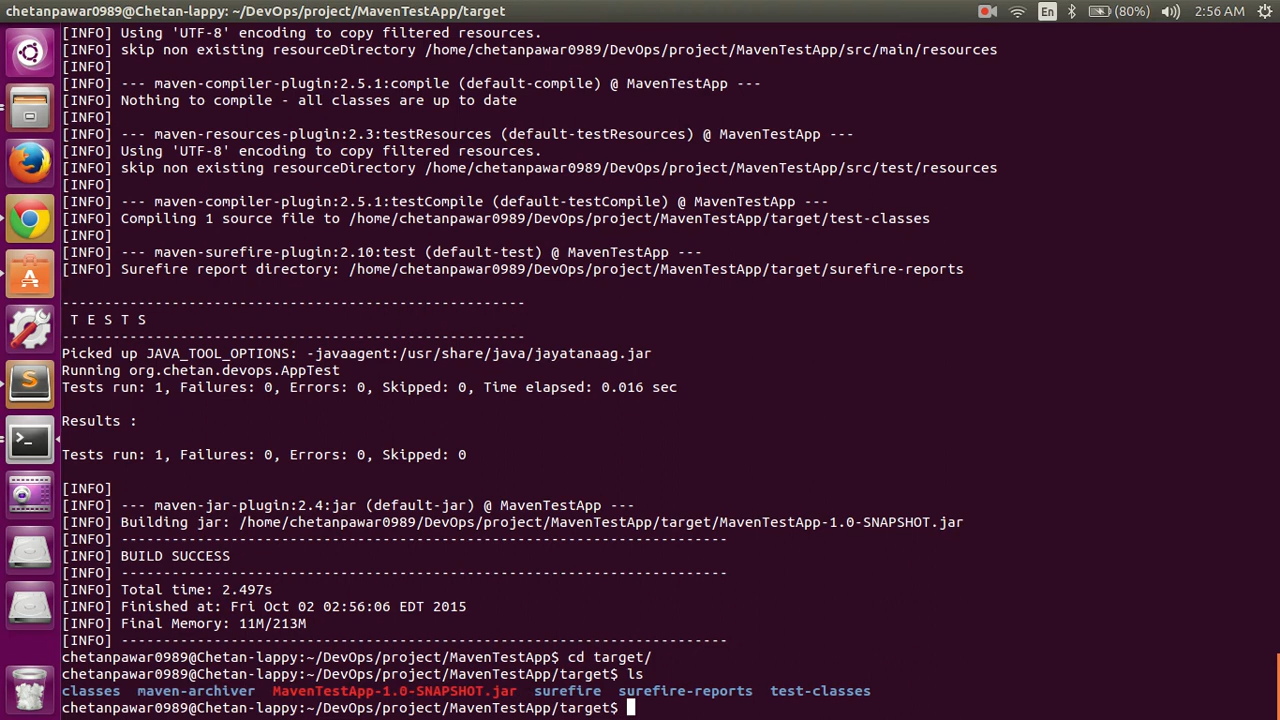 chetanpawar0989@Chetan-lappy: ~/DevOps/project/MavenTestApp/target
En
(80%)
2:56 AM
[INFO] Using 'UTF-8' encoding to copy filtered resources.
[INFO] skip non existing resourceDirectory /home/chetanpawar0989/DevOps/project/MavenTestApp/src/main/resources
[INFO]
[INFO] --- maven-compiler-plugin:2.5.1:compile (default-compile) @ MavenTestApp ---
[INFO] Nothing to compile - all classes are up to date
[INFO]
[INFO] --- maven-resources-plugin:2.3:testResources (default-testResources) @ MavenTestApp ---
[INFO] Using 'UTF-8' encoding to copy filtered resources.
[INFO] skip non existing resourceDirectory /home/chetanpawar0989/DevOps/project/MavenTestApp/src/test/resources
[INFO]
[INFO] --- maven-compiler-plugin:2.5.1:testCompile (default-testCompile) @ MavenTestApp ---
[INFO] Compiling 1 source file to /home/chetanpawar0989/DevOps/project/MavenTestApp/target/test-classes
[INFO]
[INFO] --- maven-surefire-plugin:2.10:test (default-test) @ MavenTestApp ---
[INFO] Surefire report directory: /home/chetanpawar0989/DevOps/project/MavenTestApp/target/surefire-reports
-------------------------------------------------------
T E S T S
-------------------------------------------------------
Picked up JAVA_TOOL_OPTIONS: -javaagent:/usr/share/java/jayatanaag.jar
Running org.chetan.devops.AppTest
Tests run: 1, Failures: 0, Errors: 0, Skipped: 0, Time elapsed: 0.016 sec
Results :
Tests run: 1, Failures: 0, Errors: 0, Skipped: 0
[INFO]
[INFO] --- maven-jar-plugin:2.4:jar (default-jar) @ MavenTestApp ---
[INFO] Building jar: /home/chetanpawar0989/DevOps/project/MavenTestApp/target/MavenTestApp-1.0-SNAPSHOT.jar
[INFO] ------------------------------------------------------------------------
[INFO] BUILD SUCCESS
[INFO] ------------------------------------------------------------------------
[INFO] Total time: 2.497s
[INFO] Finished at: Fri Oct 02 02:56:06 EDT 2015
[INFO] Final Memory: 11M/213M
[INFO] ------------------------------------------------------------------------
chetanpawar0989@Chetan-lappy:~/DevOps/project/MavenTestApp$ cd target/
chetanpawar0989@Chetan-lappy:~/DevOps/project/MavenTestApp/target$ ls
classes maven-archiver MavenTestApp-1.0-SNAPSHOT.jar surefire surefire-reports test-classes
chetanpawar0989@Chetan-lappy:~/DevOps/project/MavenTestApp/target$